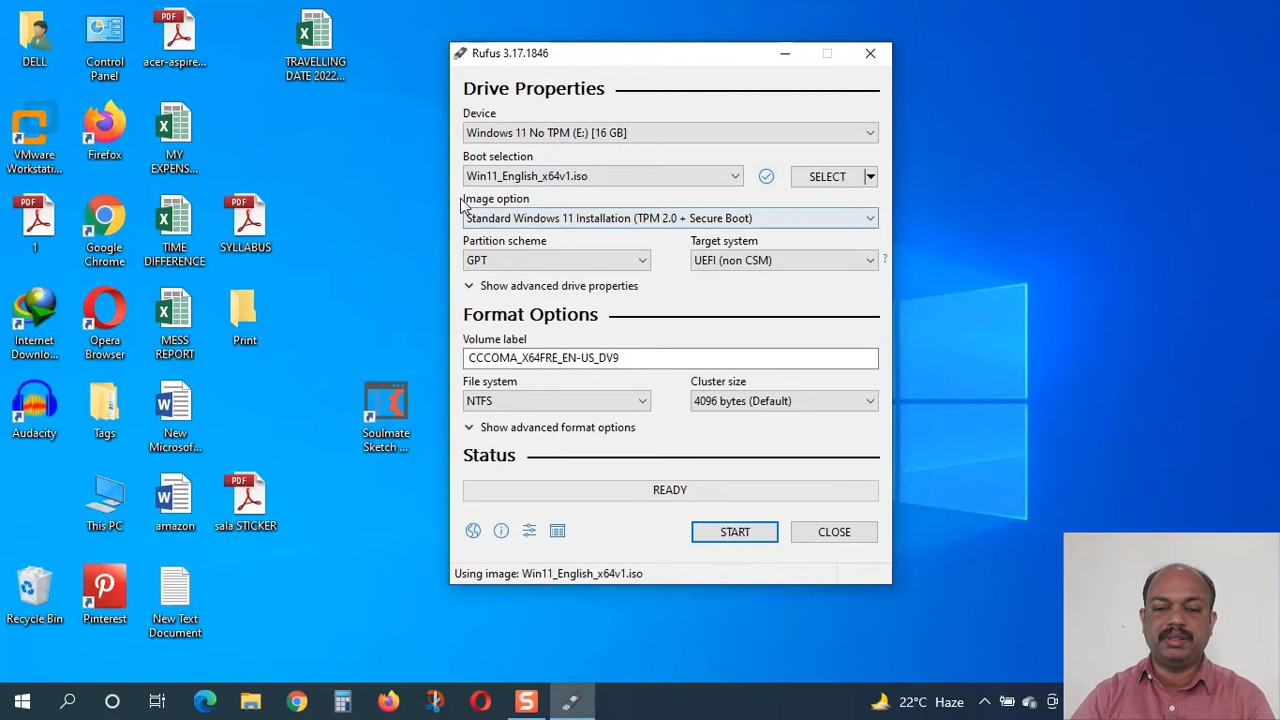 DELL
Control
Panel
acer-aspire...
TRAVELLING
DATE 2022...
VMware
Workstati...
Firefox
MY
EXPENS...
1
Google
Chrome
TIME
DIFFERENCE
SYLLABUS
Internet
Downlo...
Opera
Browser
MESS
REPORT
Print
Audacity
Tags
New
Microsof...
Soulmate
Sketch ...
This PC
amazon
sala STICKER
Recycle Bin
Pinterest
New Text
Document
Rufus 3.17.1846
Drive Properties
Device
Windows 11 No TPM (E:) [16 GB]
Boot selection
Win11_English_x64v1.iso
SELECT
Image option
Standard Windows 11 Installation (TPM 2.0 + Secure Boot)
Partition scheme
Target system
GPT
UEFI (non CSM)
?
Show advanced drive properties
Format Options
Volume label
CCCOMA_X64FRE_EN-US_DV9
File system
Cluster size
NTFS
4096 bytes (Default)
Show advanced format options
Status
READY
START
CLOSE
Using image: Win11_English_x64v1.iso
22°C Haze